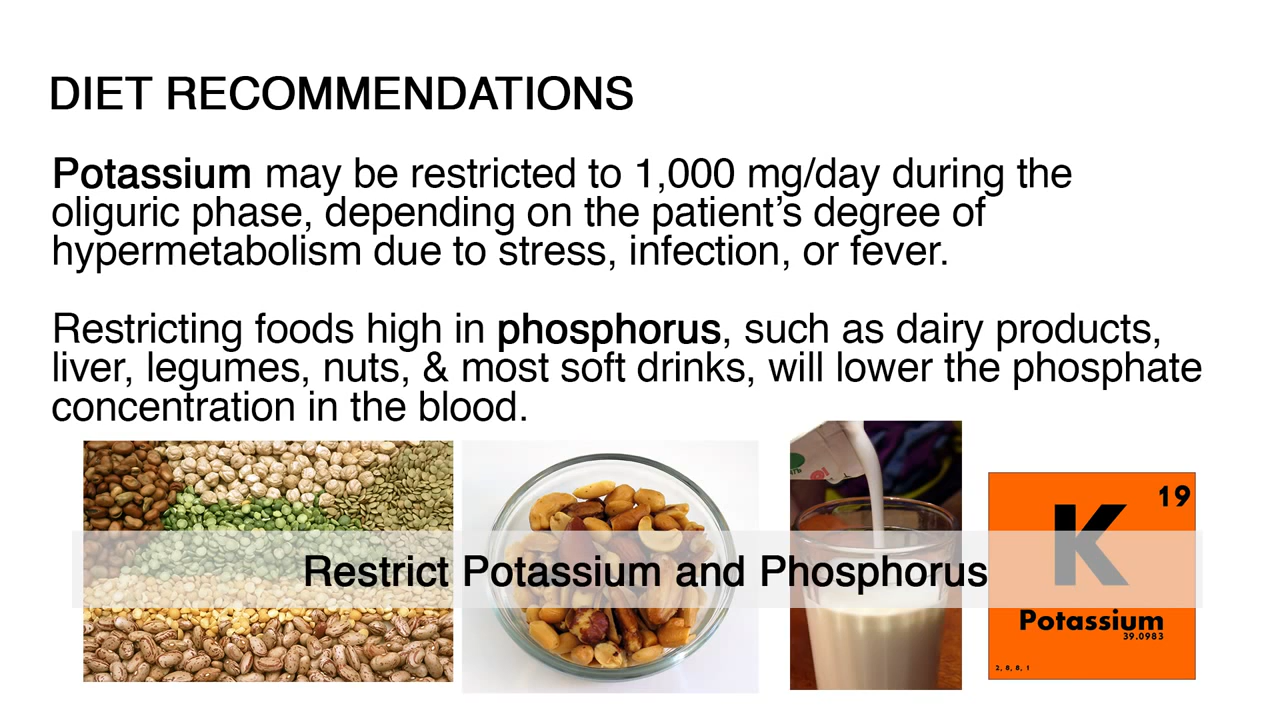 DIET RECOMMENDATIONS
Potassium may be restricted to 1,000 mg/day during the
oliguric phase, depending on the patient’s degree of
hypermetabolism due to stress, infection, or fever.
Restricting foods high in phosphorus, such as dairy products,
liver, legumes, nuts, & most soft drinks, will lower the phosphate
concentration in the blood.
Restrict Potassium and Phosphorus
19
K
Potassium
39.0983
2, 8, 8, 1